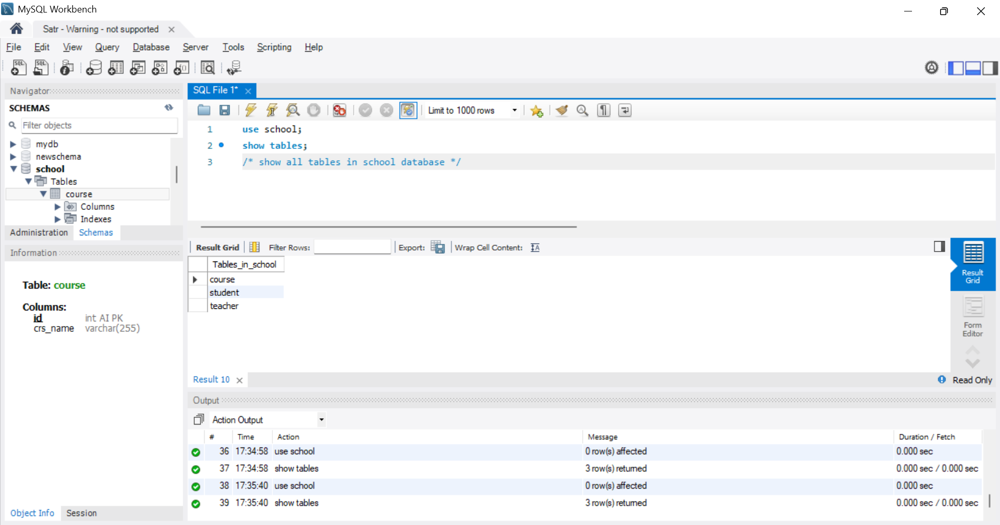 MySQL Workbench
Satr - Warning - not supported
File Edit View Query Database Server Tools Scripting Help
Navigator
SCHEMAS
Filter objects
mydb
newschema
school
Tables
course
Columns
Indexes
Administration Schemas
Information
Table: course
Columns:
id int AI PK
crs_name varchar(255)
Object Info Session
SQL File 1*
Limit to 1000 rows
1 use school;
2 show tables;
3 /* show all tables in school database */
Result Grid Filter Rows: Export: Wrap Cell Content:
Tables_in_school
course
student
teacher
Result
Grid
Form
Editor
Result 10
Read Only
Output
Action Output
# Time Action Message Duration / Fetch
36 17:34:58 use school 0 row(s) affected 0.000 sec
37 17:34:58 show tables 3 row(s) returned 0.000 sec / 0.000 sec
38 17:35:40 use school 0 row(s) affected 0.000 sec
39 17:35:40 show tables 3 row(s) returned 0.000 sec / 0.000 sec